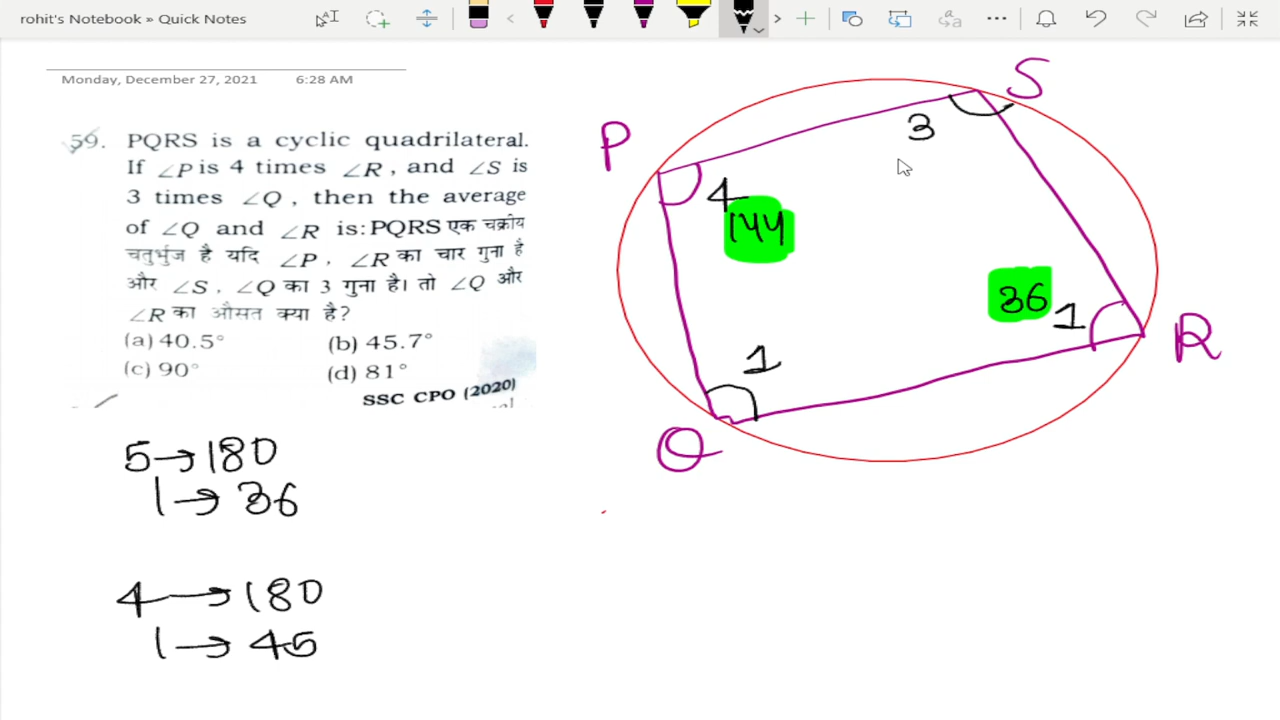 rohit's Notebook » Quick Notes
Monday, December 27, 2021 6:28 AM
59. PQRS is a cyclic quadrilateral.
If ∠P is 4 times ∠R, and ∠S is
3 times ∠Q, then the average
of ∠Q and ∠R is: PQRS एक चक्रीय
चतुर्भुज है यदि ∠P, ∠R का चार गुना है
और ∠S, ∠Q का 3 गुना है। तो ∠Q और
∠R का औसत क्या है?
(a) 40.5° (b) 45.7°
(c) 90° (d) 81°
SSC CPO (2020)
5→180
1→36
4→180
1→45
S
P
3
4
144
36
1
R
1
Q